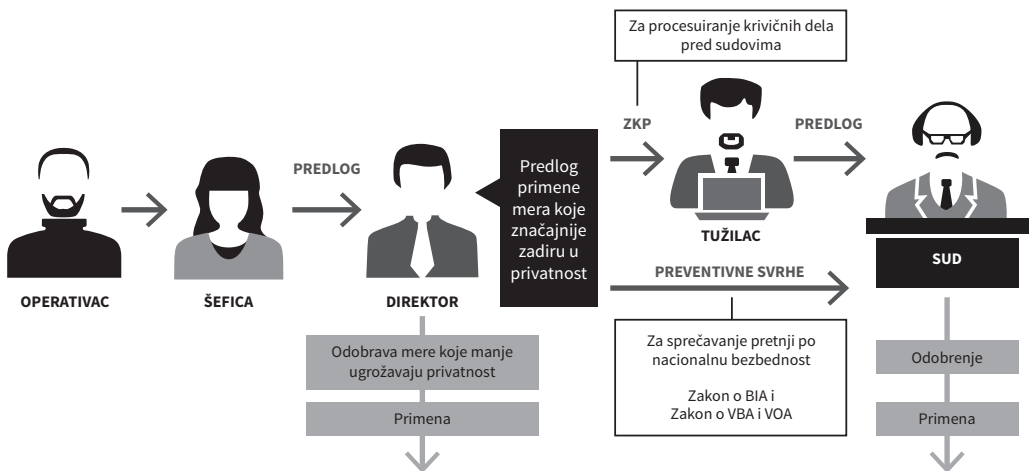 Za procesuiranje krivičnih dela
pred sudovima
ZKP
PREDLOG
PREDLOG
Predlog
primene
mera koje
značajnije
zadiru u
privatnost
TUŽILAC
PREVENTIVNE SVRHE
SUD
OPERATIVAC
ŠEFICA
DIREKTOR
Odobrava mere koje manje
ugrožavaju privatnost
Primena
Za sprečavanje pretnji po
nacionalnu bezbednost
Zakon o BIA i
Zakon o VBA i VOA
Odobrenje
Primena